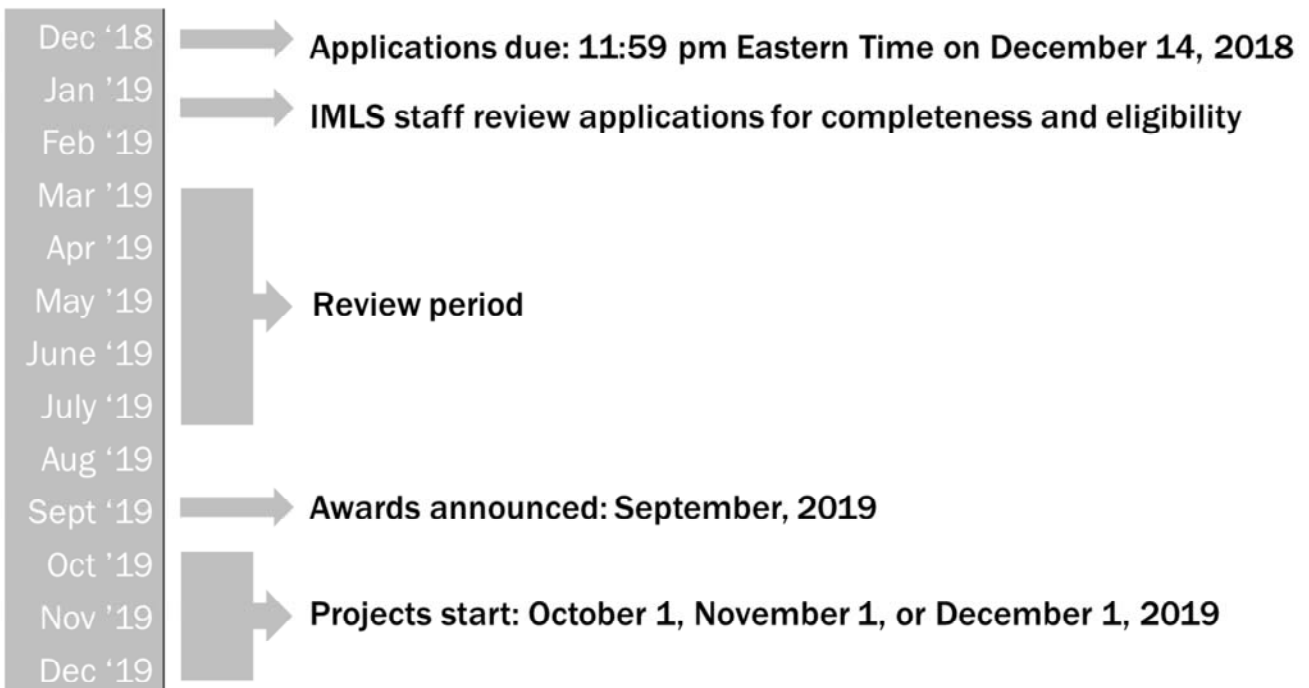 Dec ‘18
Applications due: 11:59 pm Eastern Time on December 14, 2018
Jan ’19
IMLS staff review applications for completeness and eligibility
Feb ‘19
Mar ’19
Apr ’19
May ’19
Review period
June ‘19
July ‘19
Aug ‘19
Sept ‘19
Awards announced: September, 2019
Oct ’19
Nov ’19
Projects start: October 1, November 1, or December 1, 2019
Dec ‘19